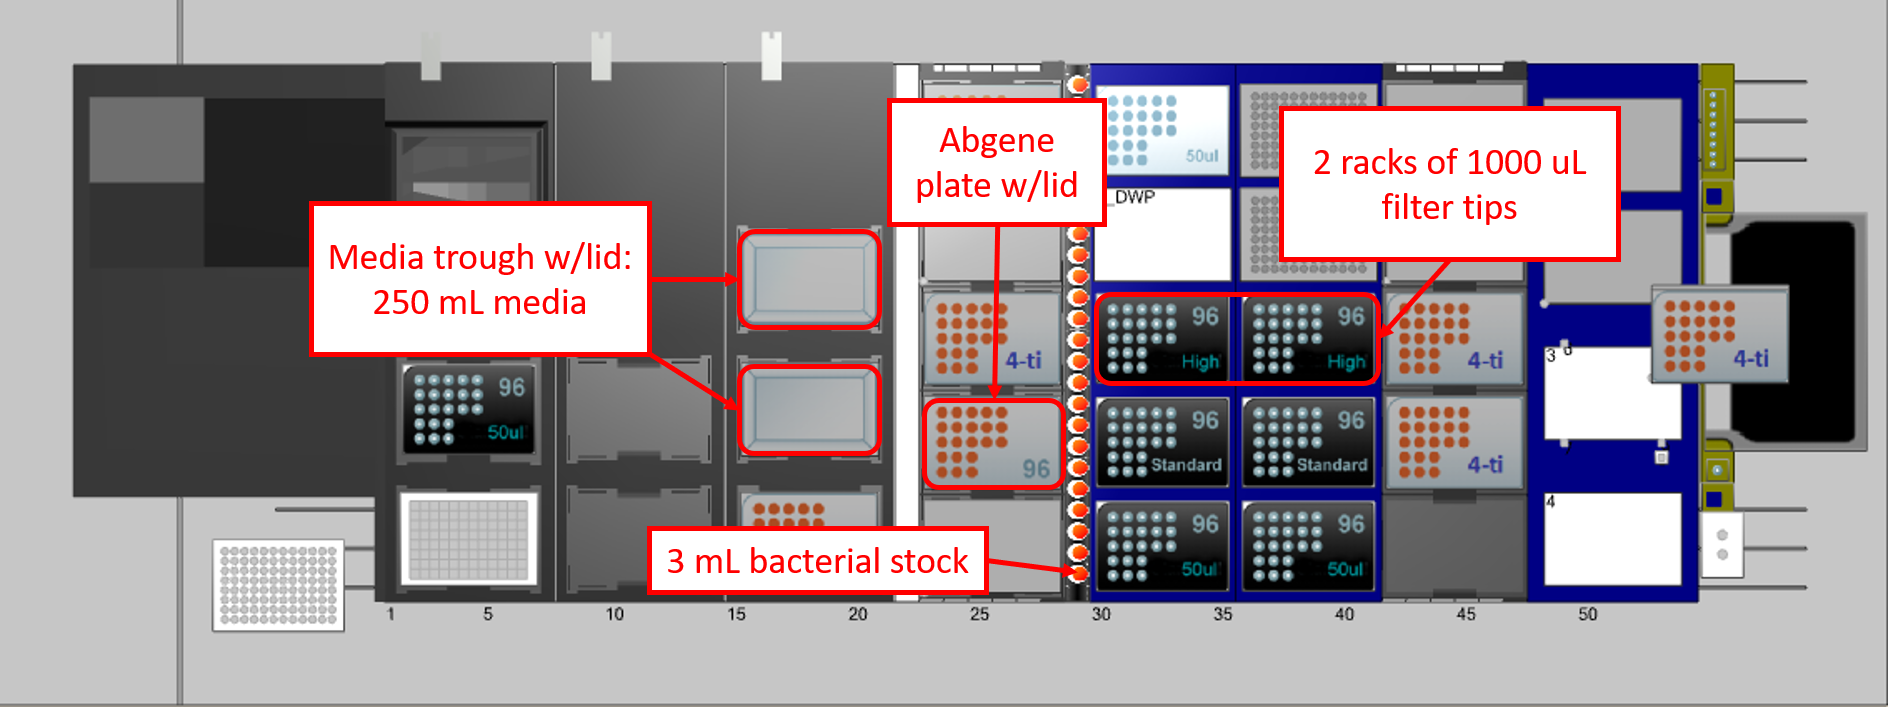 Abgene
plate w/lid
50ul
2 racks of 1000 uL
filter tips
_DWP
Media trough w/lid:
250 mL media
96
High
96
High
4-ti
4-ti
4-ti
3
96
50ul
96
96
Standard
96
Standard
4-ti
3 mL bacterial stock
96
50ul
96
50ul
4
1 5 10 15 20 25 30 35 40 45 50